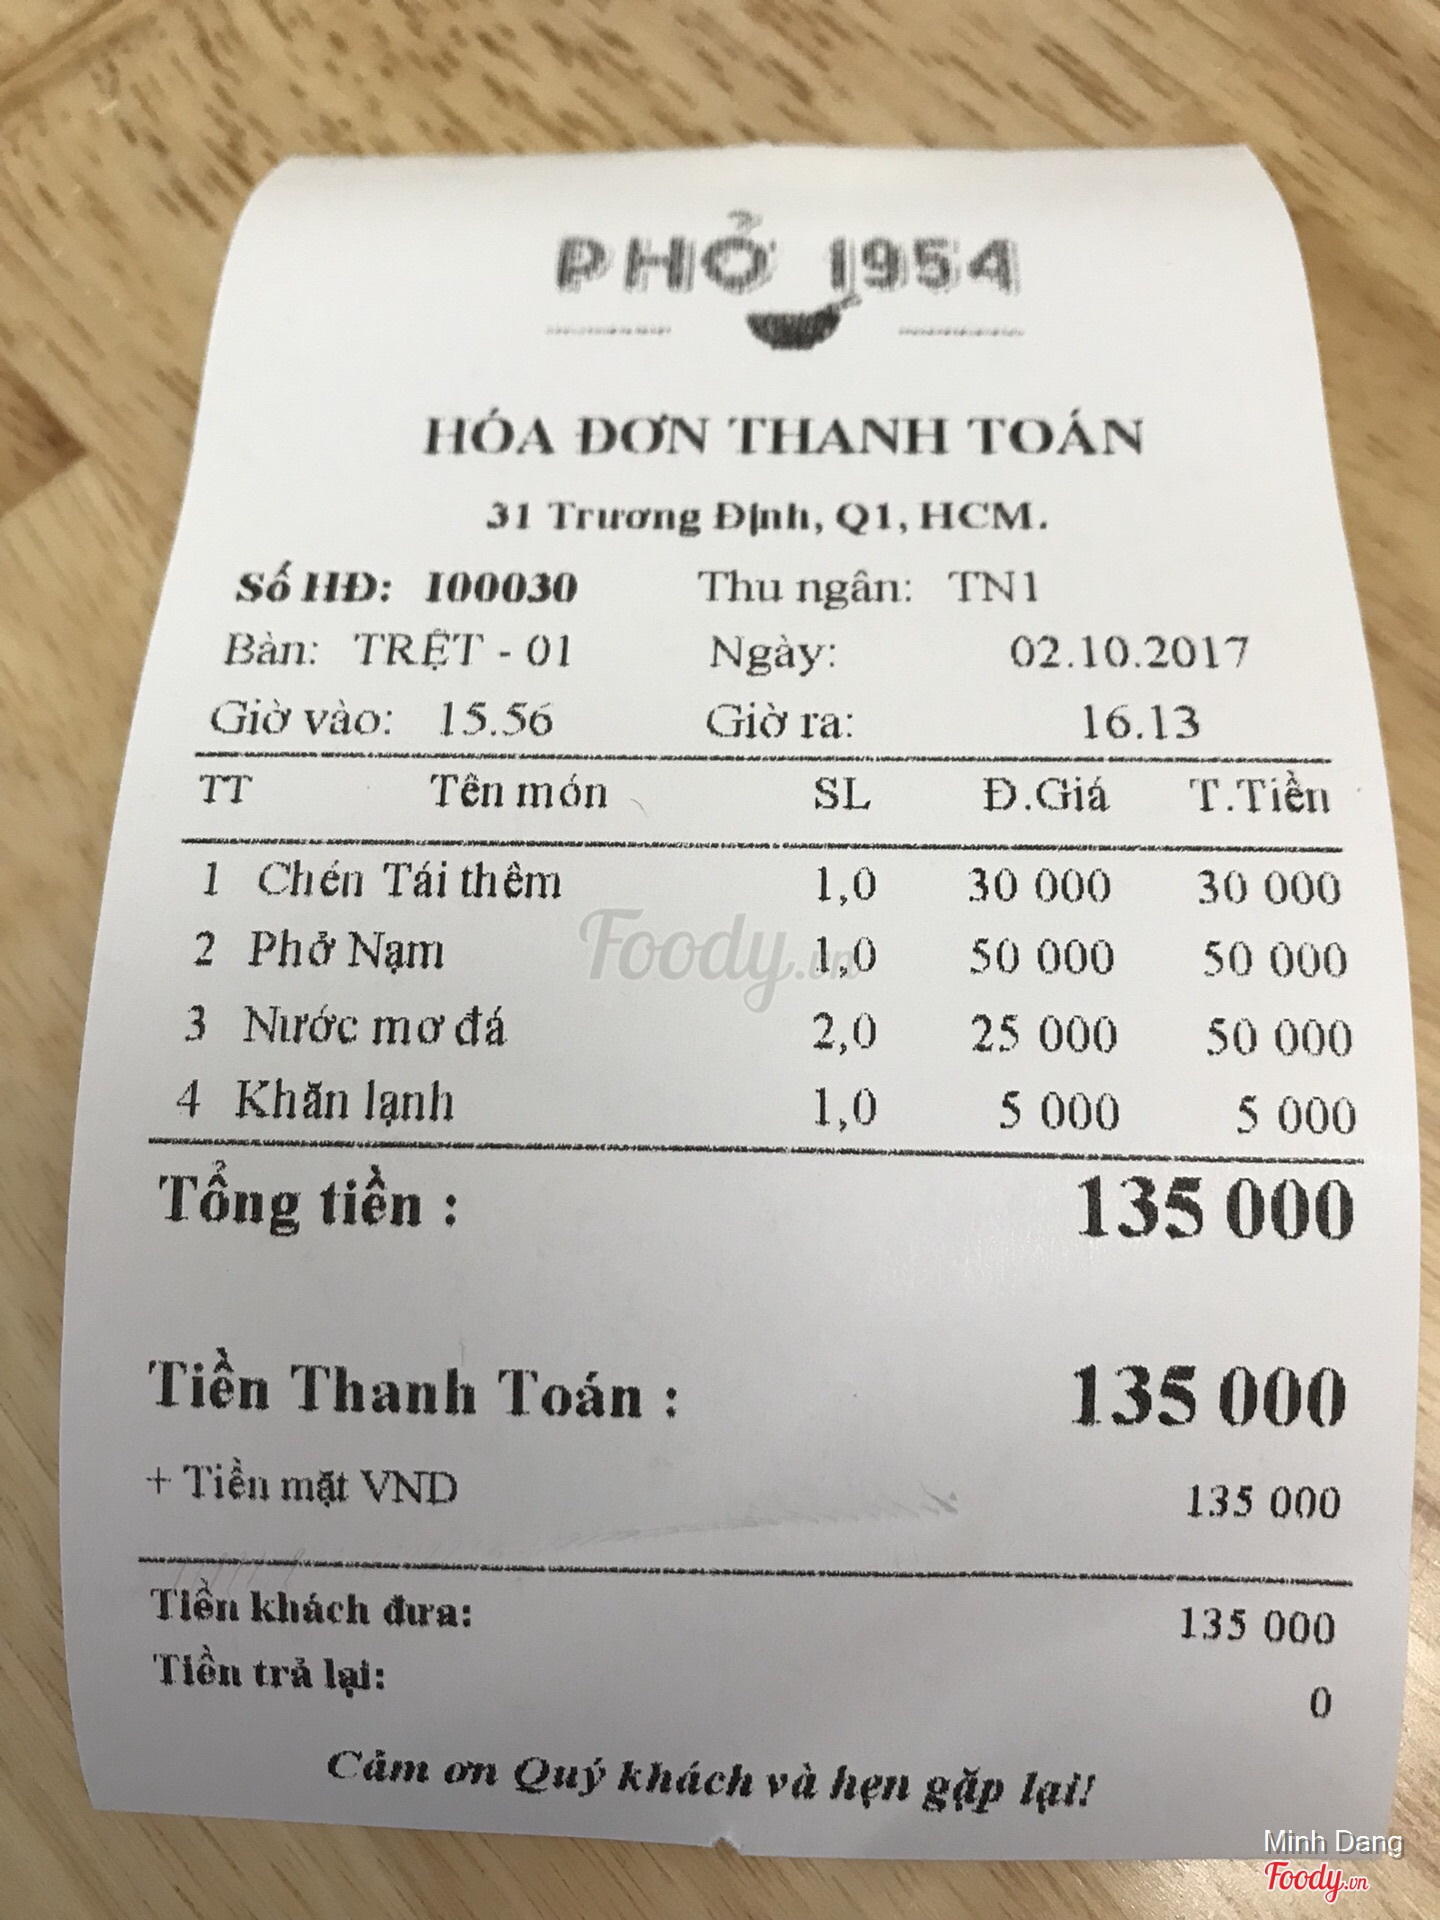 PHỞ 1954
HÓA ĐƠN THANH TOÁN
31 Trương Định, Q1, HCM.
Số HĐ: I00030 Thu ngân: TN1
Bàn: TRỆT - 01 Ngày: 02.10.2017
Giờ vào: 15.56 Giờ ra: 16.13
TT Tên món SL Đ.Giá T.Tiền
1 Chén Tái thêm 1,0 30 000 30 000
2 Phở Nạm 1,0 50 000 50 000
Foody.vn
3 Nước mơ đá 2,0 25 000 50 000
4 Khăn lạnh 1,0 5 000 5 000
Tổng tiền : 135 000
Tiền Thanh Toán : 135 000
+ Tiền mặt VND 135 000
Tiền khách đưa: 135 000
Tiền trả lại: 0
Cảm ơn Quý khách và hẹn gặp lại!
Minh Dang
Foody.vn